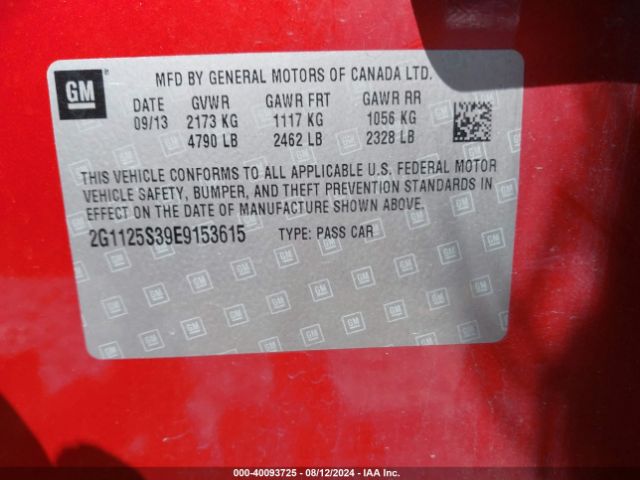 GM ® MFD BY GENERAL MOTORS OF CANADA LTD.
DATE GVWR GAWR FRT GAWR RR
09/13 2173 KG 1117 KG 1056 KG
4790 LB 2462 LB 2328 LB
THIS VEHICLE CONFORMS TO ALL APPLICABLE U.S. FEDERAL MOTOR
VEHICLE SAFETY, BUMPER, AND THEFT PREVENTION STANDARDS IN
EFFECT ON THE DATE OF MANUFACTURE SHOWN ABOVE.
2G1125S39E9153615 TYPE: PASS CAR
000-40093725 - 08/12/2024 - IAA Inc.